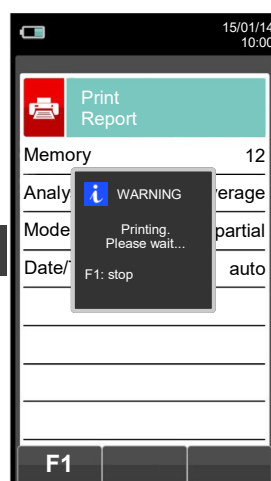 15/01/14
10:00
Print
Report
Memory 12
Analy verage
Mode partial
Date/ auto
WARNING
Printing.
Please wait...
F1: stop
F1